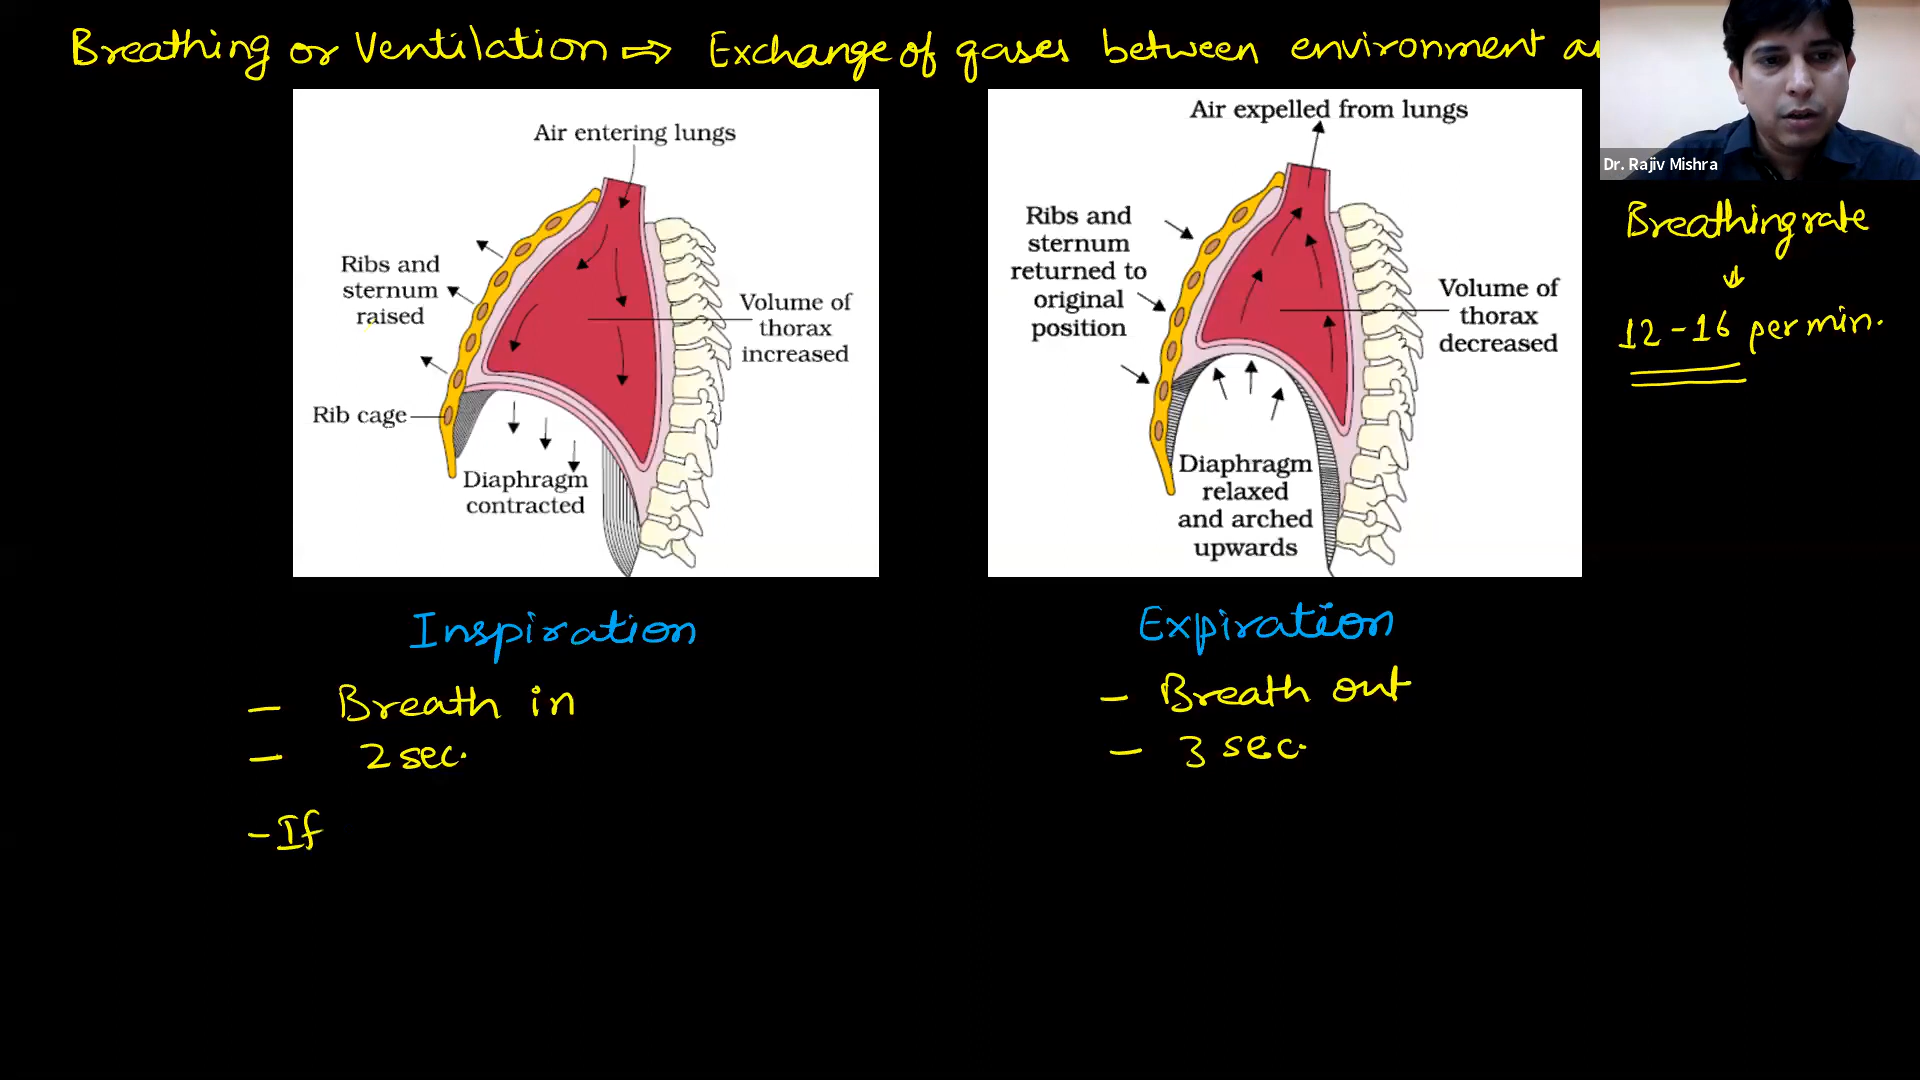 Breathing or Ventilation ⇒ Exchange of gases between environment
Dr. Rajiv Mishra
Air entering lungs
Ribs and
sternum
raised
Volume of
thorax
increased
Rib cage
Diaphragm
contracted
Air expelled from lungs
Ribs and
sternum
returned to
original
position
Volume of
thorax
decreased
Diaphragm
relaxed
and arched
upwards
Breathing rate
↓
12-16 per min.
Inspiration
- Breath in
- 2 sec.
- If
Expiration
- Breath out
- 3 sec.